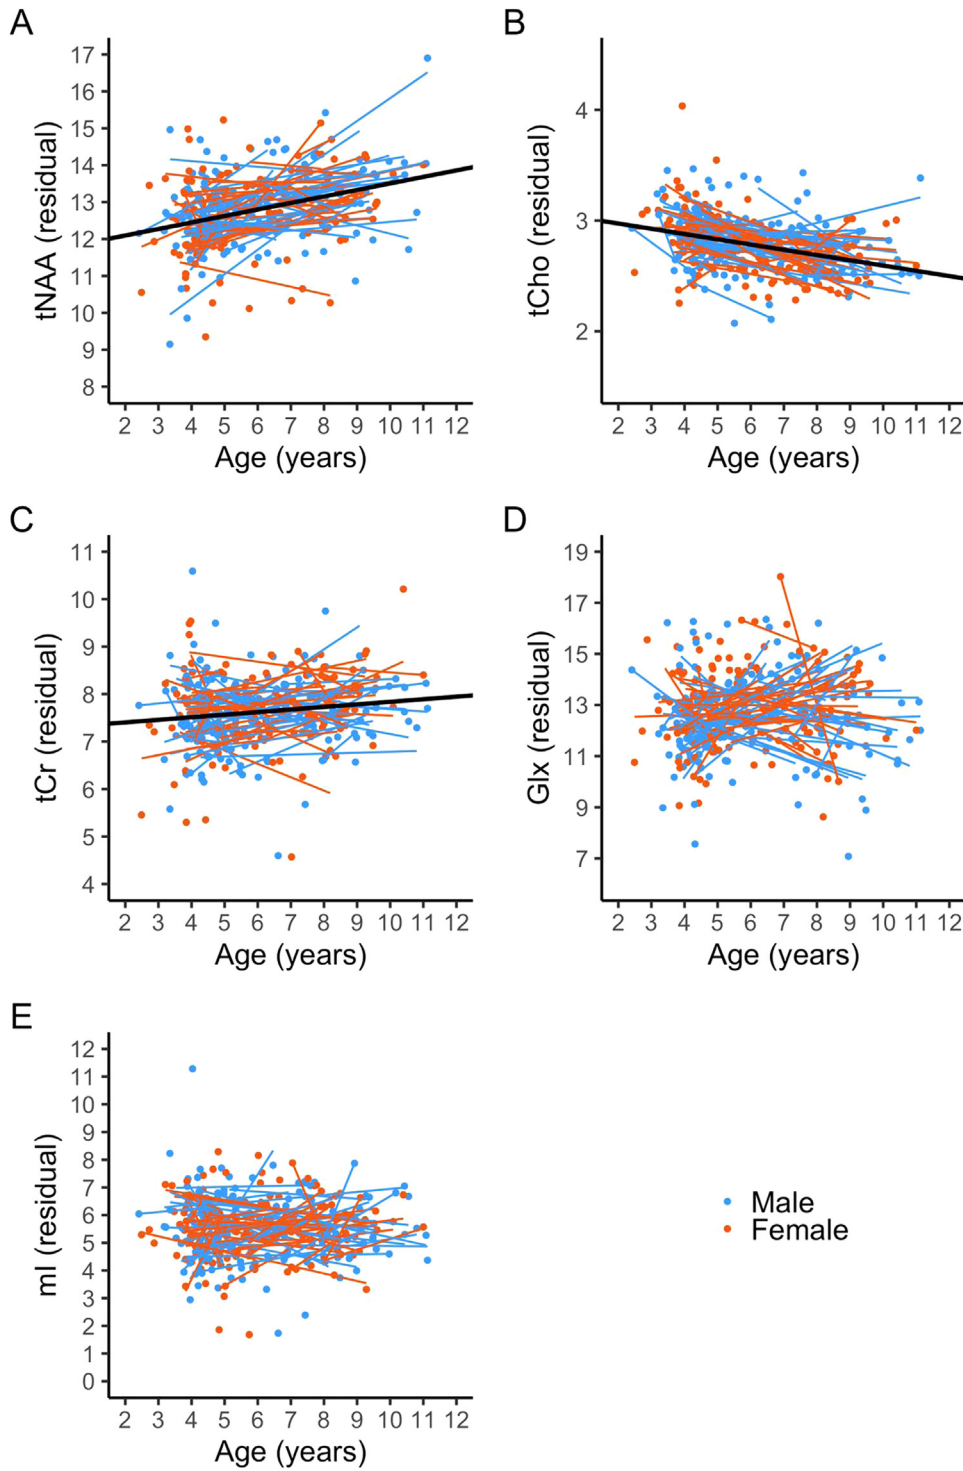 A
tNAA (residual)
17
16
15
14
13
12
11
10
9
8
2 3 4 5 6 7 8 9 10 11 12
Age (years)
B
tCho (residual)
4
3
2
2 3 4 5 6 7 8 9 10 11 12
Age (years)
C
tCr (residual)
11
10
9
8
7
6
5
4
2 3 4 5 6 7 8 9 10 11 12
Age (years)
D
Glx (residual)
19
17
15
13
11
9
7
2 3 4 5 6 7 8 9 10 11 12
Age (years)
E
mI (residual)
12
11
10
9
8
7
6
5
4
3
2
1
0
2 3 4 5 6 7 8 9 10 11 12
Age (years)
Male
Female